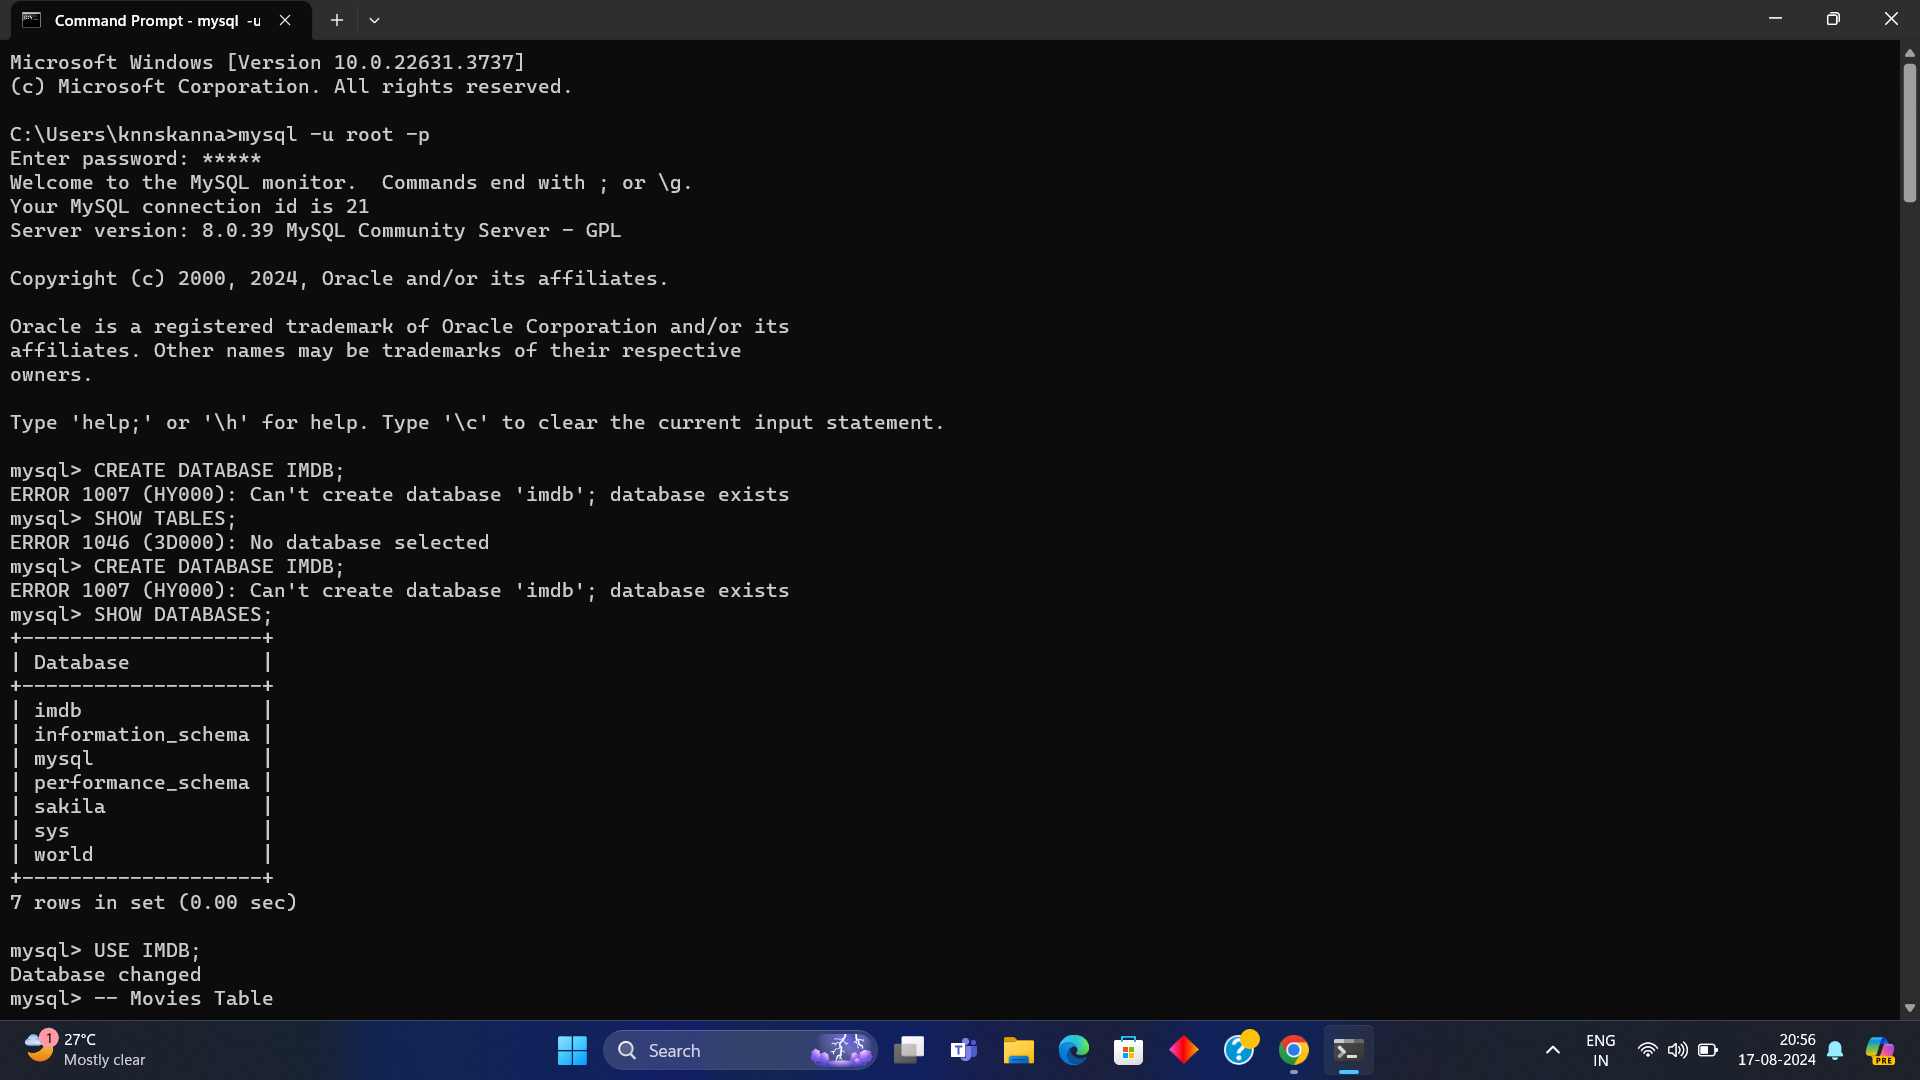 Command Prompt - mysql  -u
Microsoft Windows [Version 10.0.22631.3737]
(c) Microsoft Corporation. All rights reserved.
C:\Users\knnskanna>mysql -u root -p
Enter password: *****
Welcome to the MySQL monitor.  Commands end with ; or \g.
Your MySQL connection id is 21
Server version: 8.0.39 MySQL Community Server - GPL
Copyright (c) 2000, 2024, Oracle and/or its affiliates.
Oracle is a registered trademark of Oracle Corporation and/or its
affiliates. Other names may be trademarks of their respective
owners.
Type 'help;' or '\h' for help. Type '\c' to clear the current input statement.
mysql> CREATE DATABASE IMDB;
ERROR 1007 (HY000): Can't create database 'imdb'; database exists
mysql> SHOW TABLES;
ERROR 1046 (3D000): No database selected
mysql> CREATE DATABASE IMDB;
ERROR 1007 (HY000): Can't create database 'imdb'; database exists
mysql> SHOW DATABASES;
+--------------------+
| Database           |
+--------------------+
| imdb               |
| information_schema |
| mysql              |
| performance_schema |
| sakila             |
| sys                |
| world              |
+--------------------+
7 rows in set (0.00 sec)
mysql> USE IMDB;
Database changed
mysql> -- Movies Table
1
27°C
Mostly clear
Search
T
PRE
ENG
IN
20:56
17-08-2024